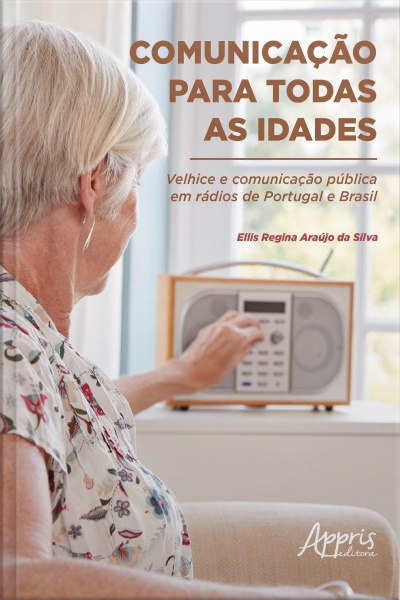 COMUNICAÇÃO
PARA TODAS
AS IDADES
Velhice e comunicação pública
em rádios de Portugal e Brasil
Ellis Regina Araújo da Silva
Appris
editora